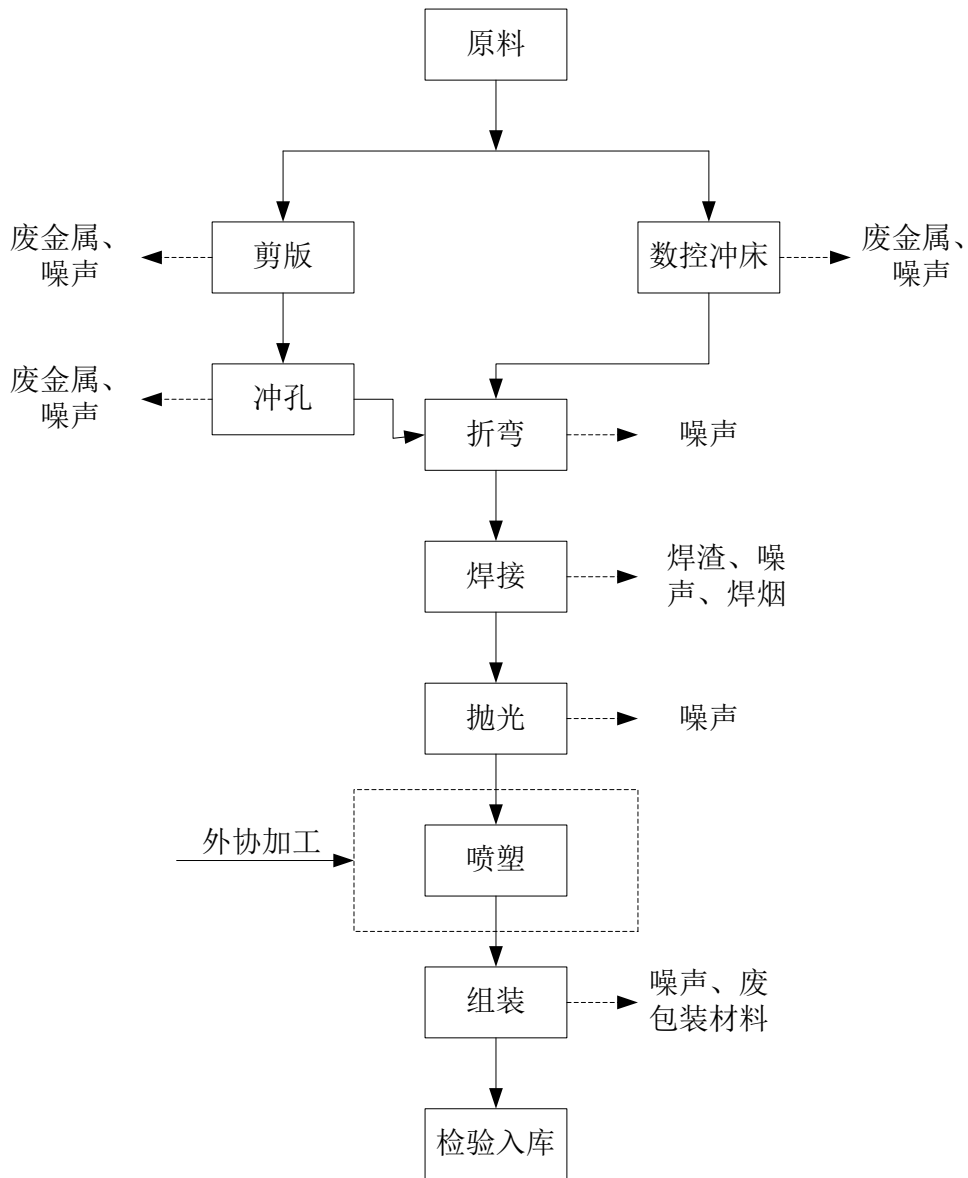 原料
废金属、
噪声
剪版
数控冲床
废金属、
噪声
废金属、
噪声
冲孔
折弯
噪声
焊接
焊渣、噪
声、焊烟
抛光
噪声
外协加工
喷塑
组装
噪声、废
包装材料
检验入库